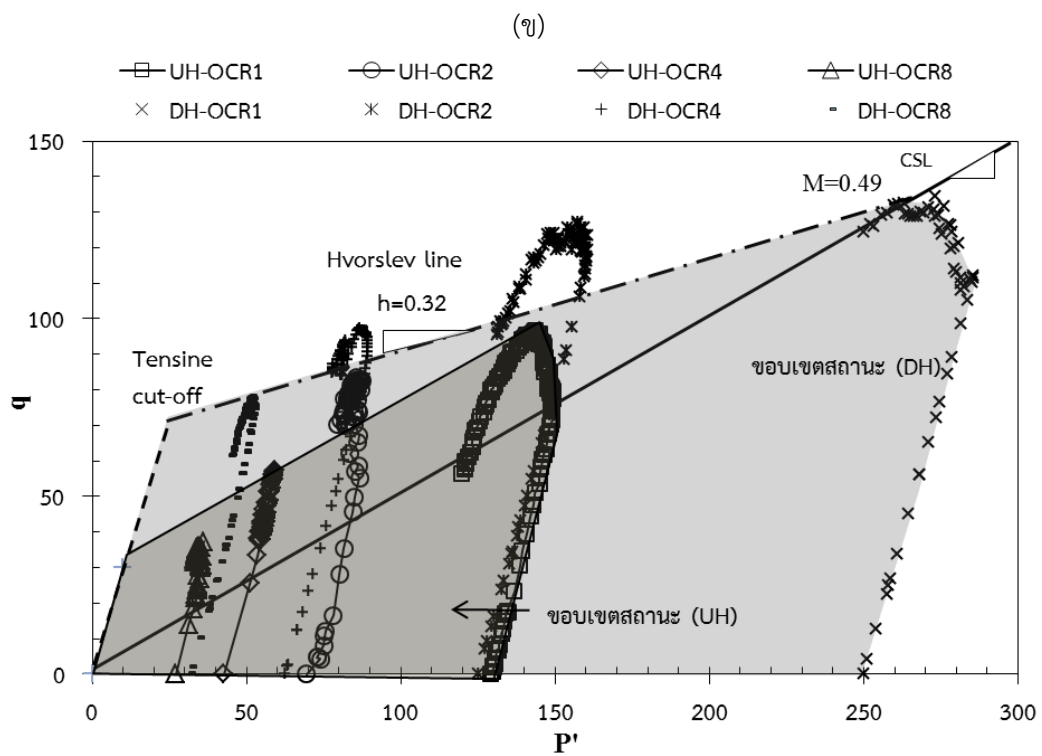 (ข)
UH-OCR1 UH-OCR2 UH-OCR4 UH-OCR8
DH-OCR1 DH-OCR2 DH-OCR4 DH-OCR8
150
CSL
M=0.49
Hvorslev line
h=0.32
100
Tensine
cut-off
ขอบเขตสถานะ (DH)
q
50
ขอบเขตสถานะ (UH)
0
0 50 100 150 200 250 300
P'